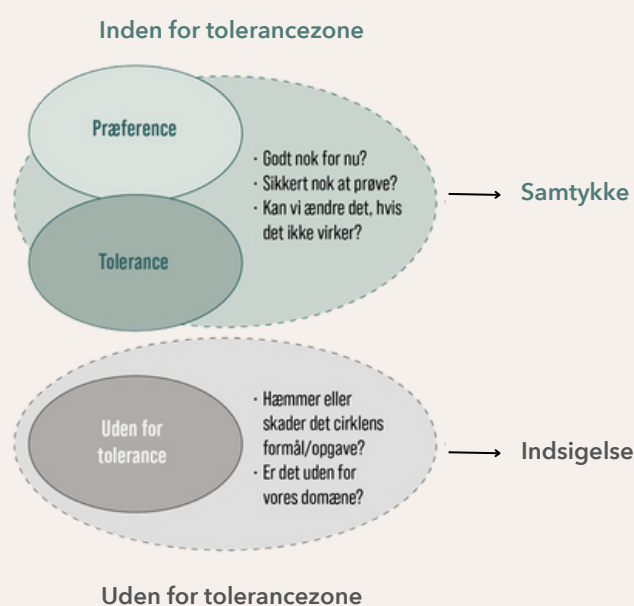 Inden for tolerancezone
Præference
· Godt nok for nu?
· Sikkert nok at prøve?
· Kan vi ændre det, hvis
det ikke virker?
Samtykke
Tolerance
· Hæmmer eller
skader det cirklens
formål/opgave?
· Er det uden for
vores domæne?
Uden for
tolerance
Indsigelse
Uden for tolerancezone